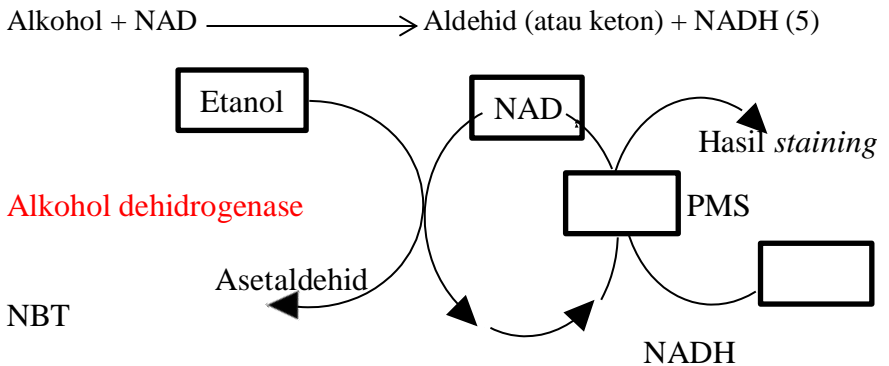 Alkohol + NAD Aldehid (atau keton) + NADH (5)
Etanol
NAD
Hasil staining
Alkohol dehidrogenase
PMS
Asetaldehid
NBT
NADH